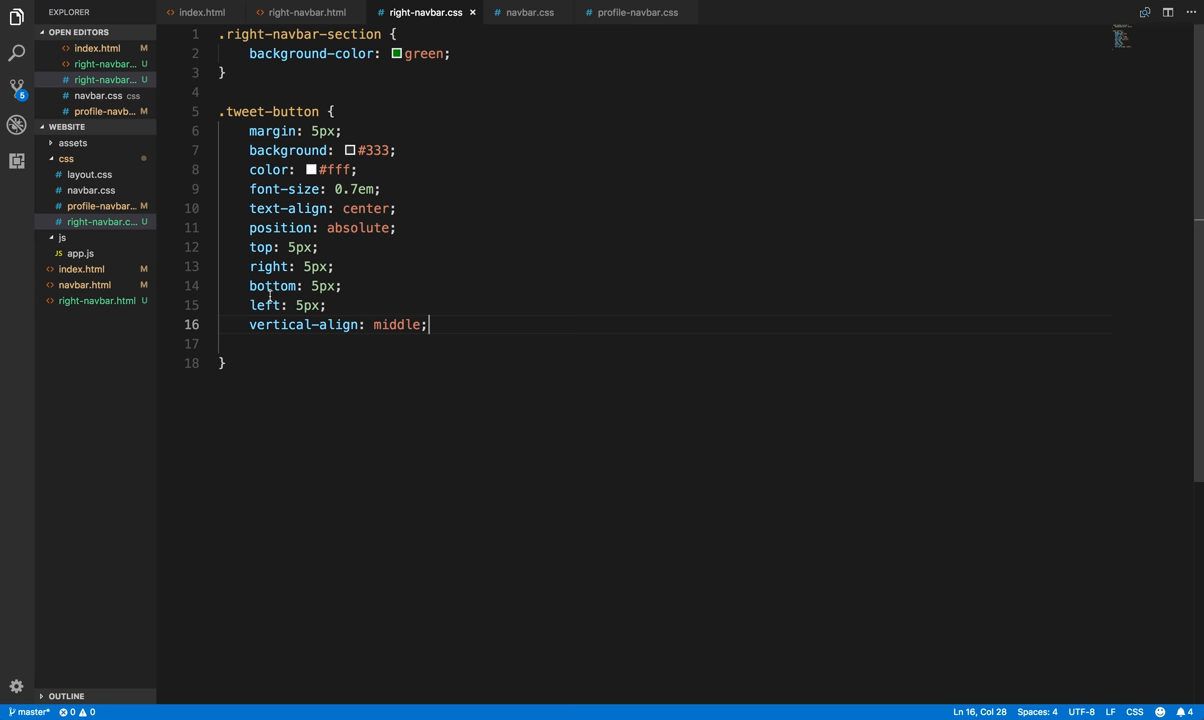 EXPLORER
OPEN EDITORS
index.html M
right-navbar... U
right-navbar... U
navbar.css css
profile-navb... M
WEBSITE
assets
css
layout.css
navbar.css
profile-navbar... M
right-navbar.c... U
js
JS app.js
index.html M
navbar.html M
right-navbar.html U
OUTLINE
5
index.html
right-navbar.html
right-navbar.css
navbar.css
profile-navbar.css
1 .right-navbar-section {
2 background-color: green;
3 }
4
5 .tweet-button {
6 margin: 5px;
7 background: #333;
8 color: #fff;
9 font-size: 0.7em;
10 text-align: center;
11 position: absolute;
12 top: 5px;
13 right: 5px;
14 bottom: 5px;
15 left: 5px;
16 vertical-align: middle;
17
18 }
master* 0 0 Ln 16, Col 28 Spaces: 4 UTF-8 LF CSS 4